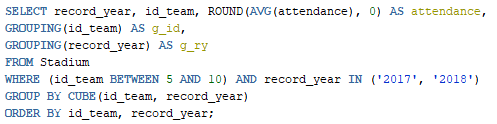 SELECT record_year, id_team, ROUND(AVG(attendance), 0) AS attendance,
GROUPING(id_team) AS g_id,
GROUPING(record_year) AS g_ry
FROM Stadium
WHERE (id_team BETWEEN 5 AND 10) AND record_year IN ('2017', '2018')
GROUP BY CUBE(id_team, record_year)
ORDER BY id_team, record_year;